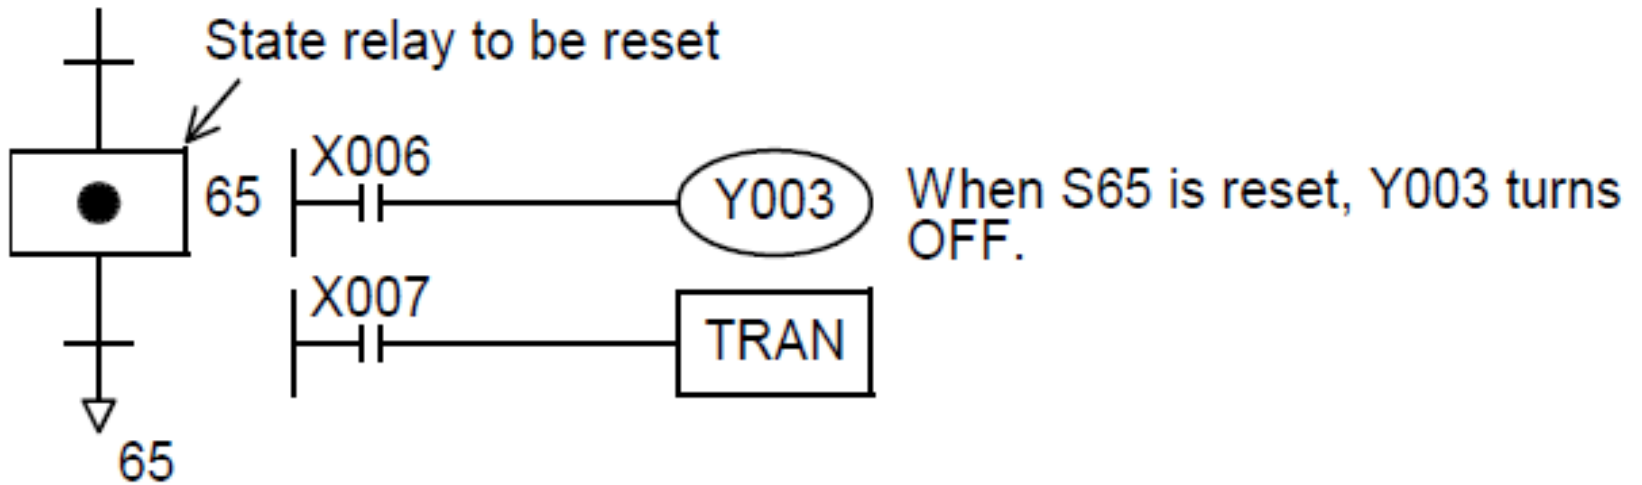 State relay to be reset
X006
65
Y003
When S65 is reset, Y003 turns
OFF.
X007
TRAN
65